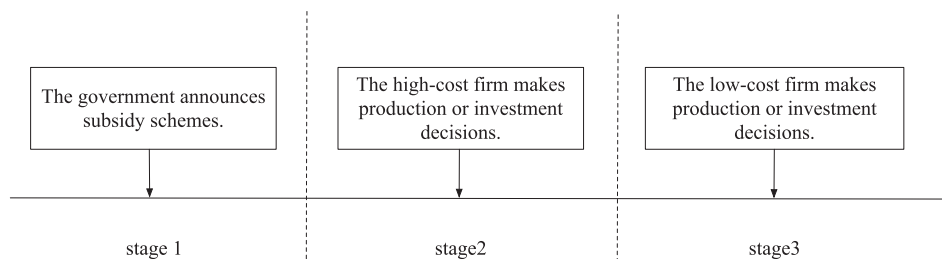 The government announces
subsidy schemes.
The high-cost firm makes
production or investment
decisions.
The low-cost firm makes
production or investment
decisions.
stage 1
stage2
stage3